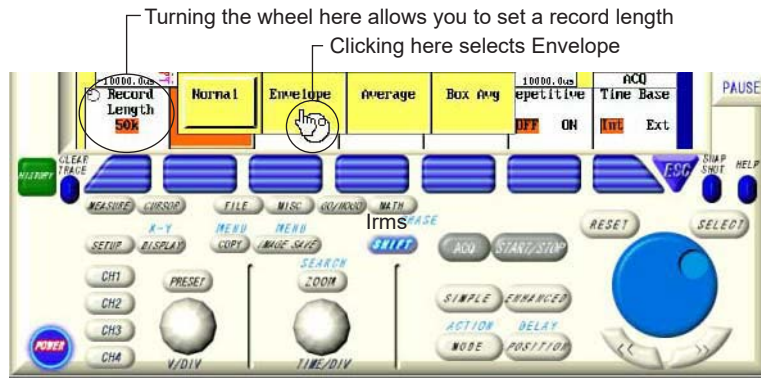 Turning the wheel here allows you to set a record length
Clicking here selects Envelope
10000.0us 10000.0us ACQ
Record Length 50k
Normal Envelope Average Box Avg
epetitive OFF ON
Time Base Int Ext
PAUSE
HISTORY CLEAR TRACE ESC SNAP SHOT HELP
MEASURE CURSOR FILE MISC GO/NOGO MATH
Irms
ERASE
X-Y MENU MENU
SETUP DISPLAY COPY IMAGE SAVE SHIFT ACQ START/STOP RESET SELECT
SEARCH
CH1 PRESET ZOOM
CH2 SIMPLE ENHANCED
CH3 ACTION DELAY
POWER CH4 MODE POSITION
V/DIV TIME/DIV